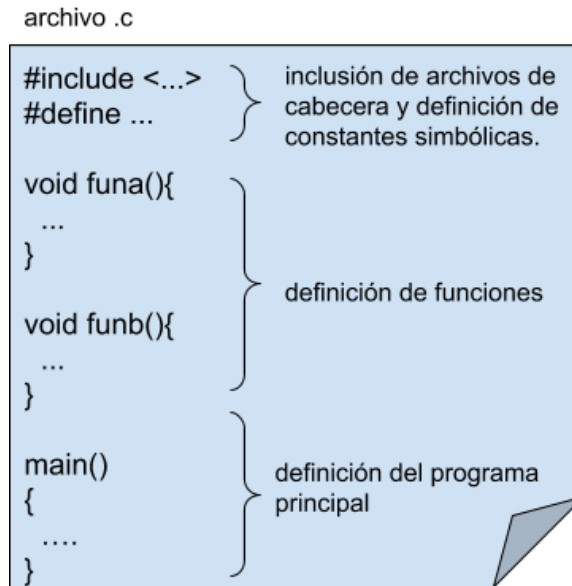 archivo .c
#include <...>
#define ...
inclusión de archivos de
cabecera y definición de
constantes simbólicas.
void funa(){
...
}
void funb(){
...
}
definición de funciones
main()
{
....
}
definición del programa
principal